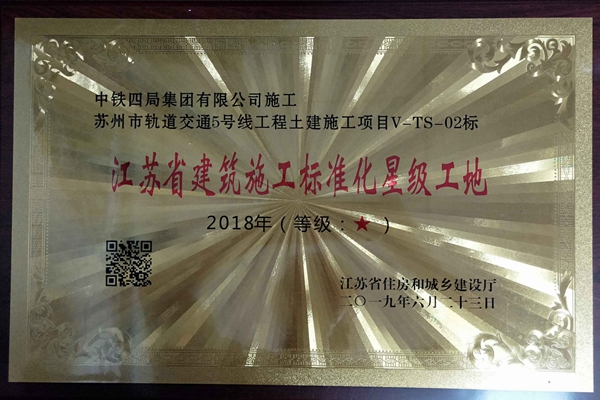 中铁四局集团有限公司施工
苏州市轨道交通5号线工程土建施工项目V-TS-02标
江苏省建筑施工标准化星级工地
2018年（等级：★）
江苏省住房和城乡建设厅
二〇一九年六月二十三日